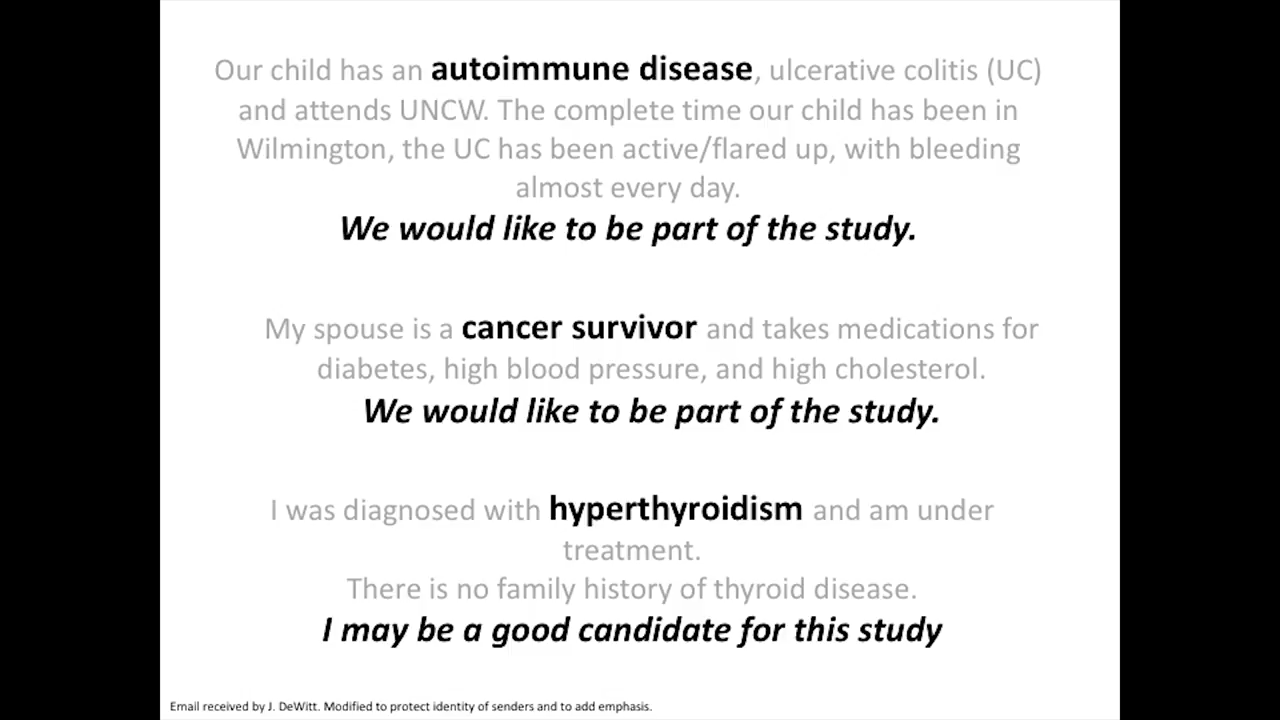 Our child has an autoimmune disease, ulcerative colitis (UC)
and attends UNCW. The complete time our child has been in
Wilmington, the UC has been active/flared up, with bleeding
almost every day.
We would like to be part of the study.
My spouse is a cancer survivor and takes medications for
diabetes, high blood pressure, and high cholesterol.
We would like to be part of the study.
I was diagnosed with hyperthyroidism and am under
treatment.
There is no family history of thyroid disease.
I may be a good candidate for this study
Email received by J. DeWitt. Modified to protect identity of senders and to add emphasis.